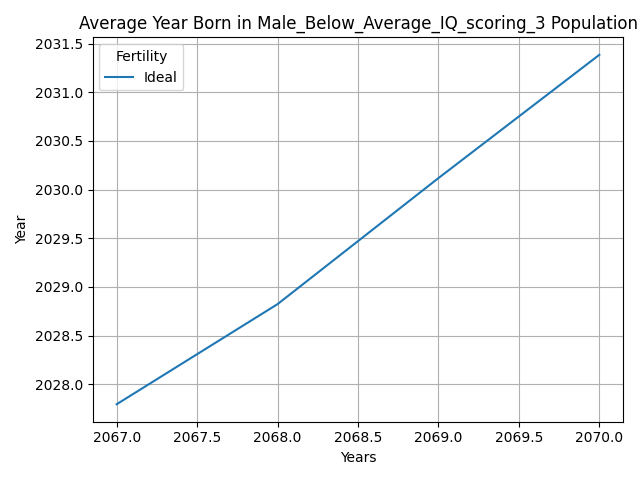 Average Year Born in Male_Below_Average_IQ_scoring_3 Population
Fertility
Ideal
2031.5
2031.0
2030.5
2030.0
2029.5
2029.0
2028.5
2028.0
Year
2067.0 2067.5 2068.0 2068.5 2069.0 2069.5 2070.0
Years